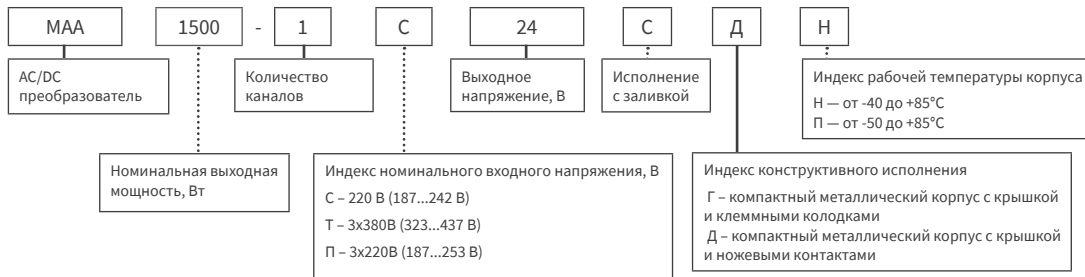 МАА 1500 - 1 С 24 С Д Н
AC/DC
преобразователь
Количество
каналов
Выходное
напряжение, В
Исполнение
с заливкой
Индекс рабочей температуры корпуса
Н — от -40 до +85°C
П — от -50 до +85°C
Номинальная выходная
мощность, Вт
Индекс номинального входного напряжения, В
С – 220 В (187...242 В)
Т – 3х380В (323...437 В)
П – 3х220В (187...253 В)
Индекс конструктивного исполнения
Г – компактный металлический корпус с крышкой
и клеммными колодками
Д – компактный металлический корпус с крышкой
и ножевыми контактами